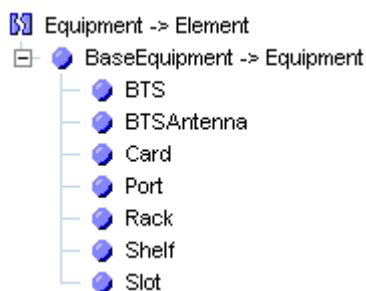 Equipment -> Element
BaseEquipment -> Equipment
BTS
BTSAntenna
Card
Port
Rack
Shelf
Slot